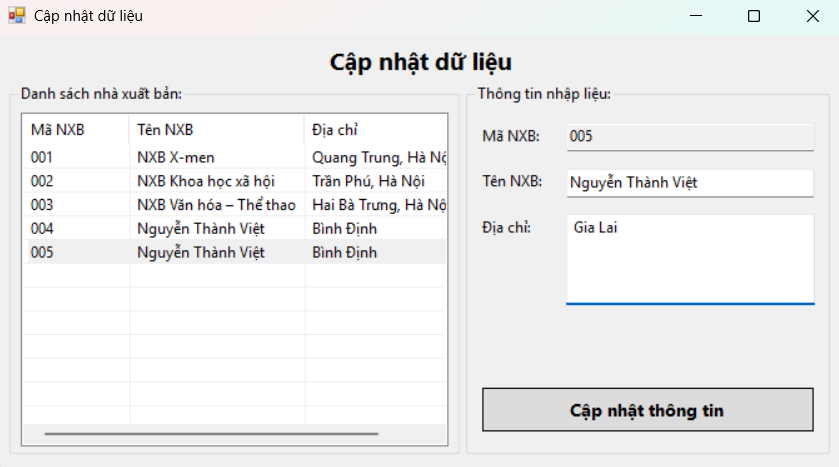 Cập nhật dữ liệu
Cập nhật dữ liệu
Danh sách nhà xuất bản:
Mã NXB Tên NXB Địa chỉ
001 NXB X-men Quang Trung, Hà Nộ
002 NXB Khoa học xã hội Trần Phú, Hà Nội
003 NXB Văn hóa – Thể thao Hai Bà Trưng, Hà Nộ
004 Nguyễn Thành Việt Bình Định
005 Nguyễn Thành Việt Bình Định
Thông tin nhập liệu:
Mã NXB: 005
Tên NXB: Nguyễn Thành Việt
Địa chỉ: Gia Lai
Cập nhật thông tin